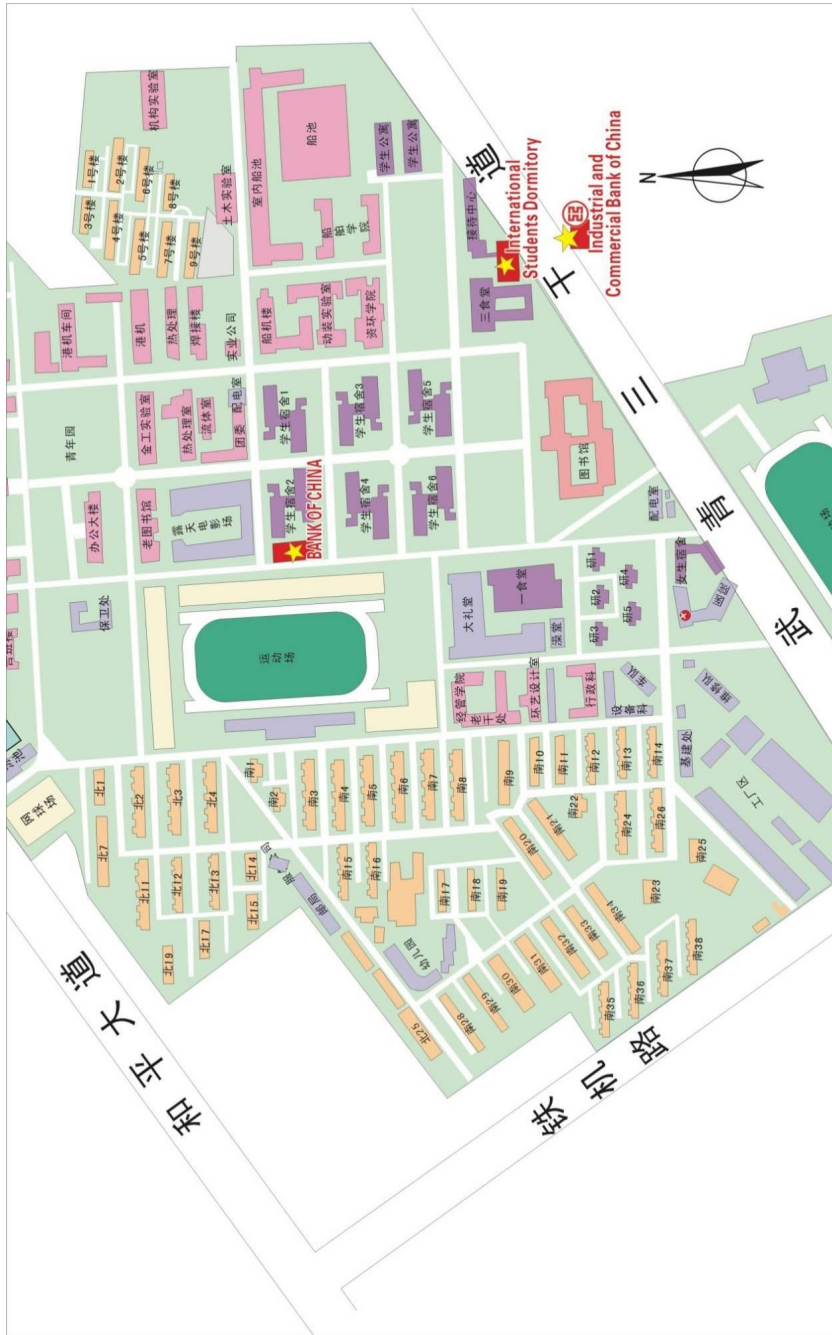 机构实验室
1号楼
2号楼
3号楼
4号楼
5号楼
6号楼
7号楼
8号楼
9号楼
土木实验室
室内船池
船池
学生公寓
学生公寓
船舶学院
接待中心
道
International
Students Dormitory
Industrial and
Commercial Bank of China
N
三食堂
干
港机车间
港机
热处理
焊接楼
实业公司
船机楼
动装实验室
资环学院
青年园
金工实验室
热处理室
流体室
团委
配电室
学生宿舍1
学生宿舍3
学生宿舍5
图书馆
三
办公大楼
老图书馆
露天电影场
学生宿舍2
BANK OF CHINA
学生宿舍4
学生宿舍6
配电室
青
保卫处
运动场
大礼堂
一食堂
澡堂
研1
研2
研3
研4
研5
女生宿舍
武
经管学院
老干处
环艺设计室
行政科
设备科
车队
基建处
维修队
工厂区
网球场
北1
北2
北3
北4
北7
北11
北12
北13
北14
北15
北17
北19
北25
邮局
幼儿园
南1
南2
南3
南4
南5
南6
南7
南8
南9
南10
南11
南12
南13
南14
南15
南16
南17
南18
南19
南20
南21
南22
南23
南24
南25
南26
南28
南29
南30
南31
南32
南33
南34
南35
南36
南37
南38
和平大道
铁机路